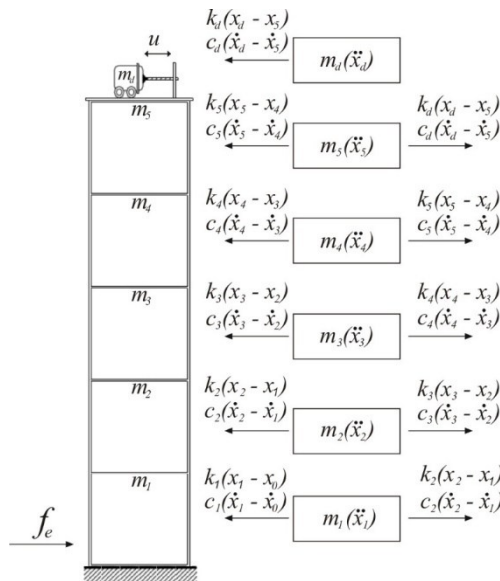 u
m_d
m_5
m_4
m_3
m_2
m_1
f_e
k_d(x_d - x_5)
c_d(ẋ_d - ẋ_5)
m_d(ẍ_d)
k_5(x_5 - x_4)
c_5(ẋ_5 - ẋ_4)
m_5(ẍ_5)
k_d(x_d - x_5)
c_d(ẋ_d - ẋ_5)
k_4(x_4 - x_3)
c_4(ẋ_4 - ẋ_3)
m_4(ẍ_4)
k_5(x_5 - x_4)
c_5(ẋ_5 - ẋ_4)
k_3(x_3 - x_2)
c_3(ẋ_3 - ẋ_2)
m_3(ẍ_3)
k_4(x_4 - x_3)
c_4(ẋ_4 - ẋ_3)
k_2(x_2 - x_1)
c_2(ẋ_2 - ẋ_1)
m_2(ẍ_2)
k_3(x_3 - x_2)
c_3(ẋ_3 - ẋ_2)
k_1(x_1 - x_0)
c_1(ẋ_1 - ẋ_0)
m_1(ẍ_1)
k_2(x_2 - x_1)
c_2(ẋ_2 - ẋ_1)